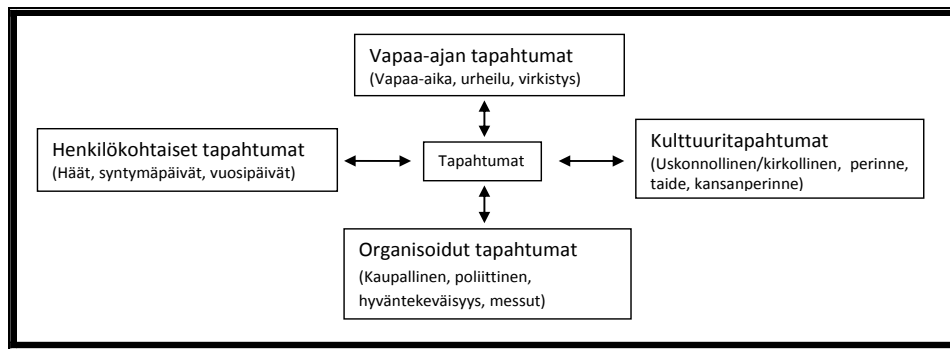 Vapaa-ajan tapahtumat
(Vapaa-aika, urheilu, virkistys)
Henkilökohtaiset tapahtumat
(Häät, syntymäpäivät, vuosipäivät)
Tapahtumat
Kulttuuritapahtumat
(Uskonnollinen/kirkollinen, perinne,
taide, kansanperinne)
Organisoidut tapahtumat
(Kaupallinen, poliittinen,
hyväntekeväisyys, messut)